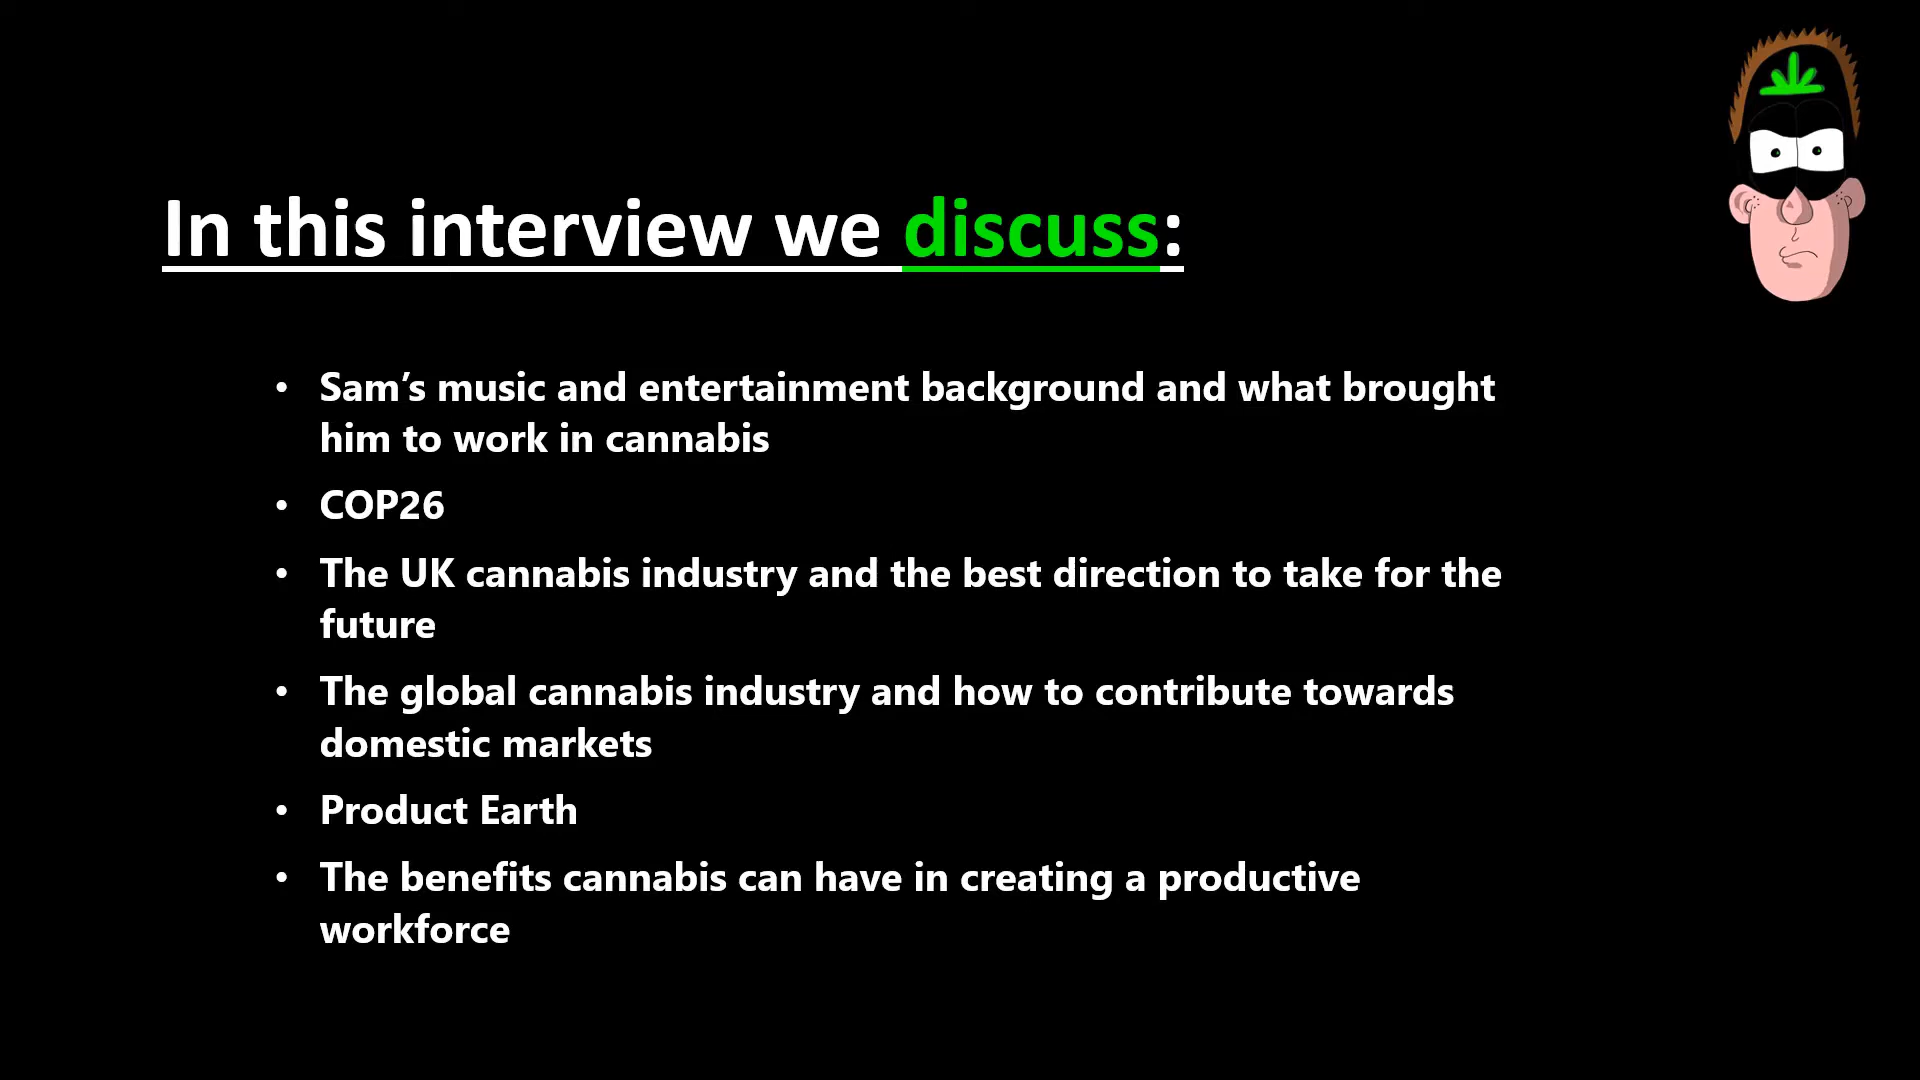 In this interview we discuss:
• Sam’s music and entertainment background and what brought
him to work in cannabis
• COP26
• The UK cannabis industry and the best direction to take for the
future
• The global cannabis industry and how to contribute towards
domestic markets
• Product Earth
• The benefits cannabis can have in creating a productive
workforce